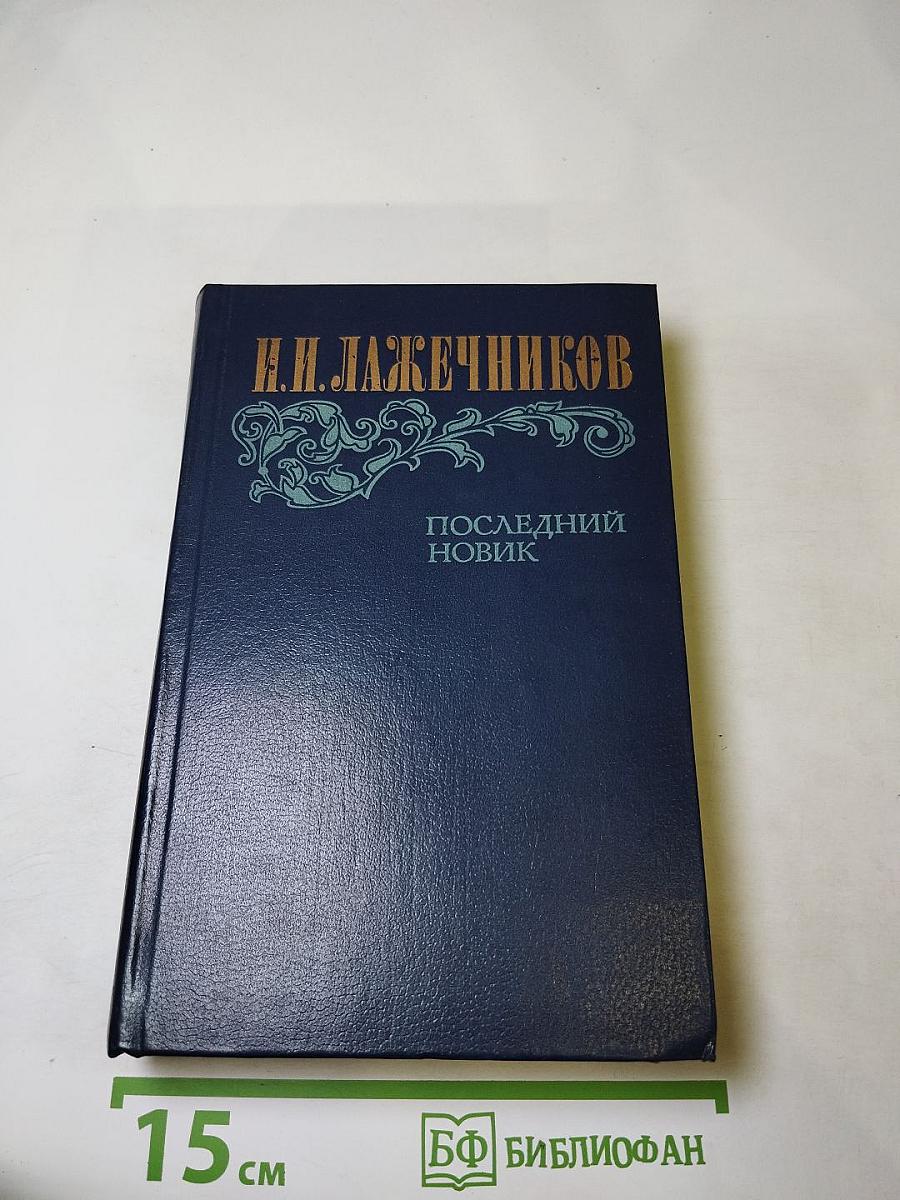 И.И.ЛАЖЕЧНИКОВ
ПОСЛЕДНИЙ
НОВИК
15 см
БФ БИБЛИОФАН